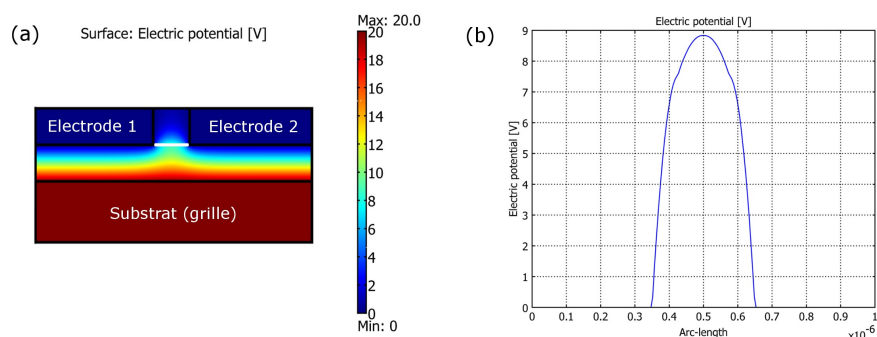 (a)
Surface: Electric potential [V]
Max: 20.0
20
18
16
14
12
10
8
6
4
2
0
Min: 0
Electrode 1
Electrode 2
Substrat (grille)
(b)
Electric potential [V]
Electric potential [V]
9
8
7
6
5
4
3
2
1
0
0 0.1 0.2 0.3 0.4 0.5 0.6 0.7 0.8 0.9 1
Arc-length
x10^-6